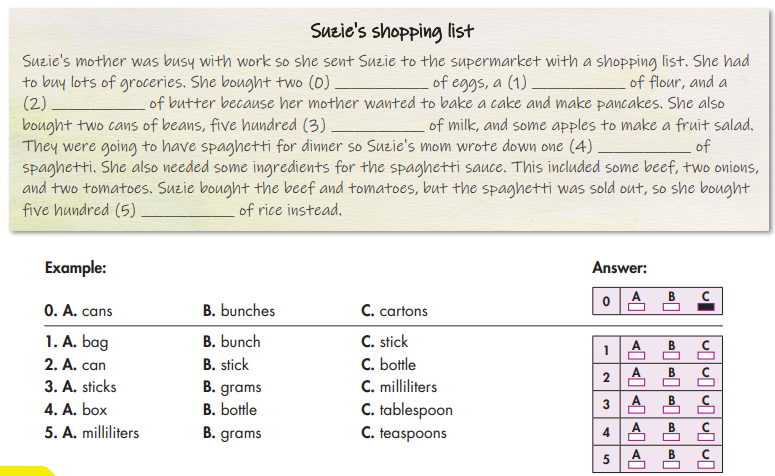 Suzie's shopping list
Suzie's mother was busy with work so she sent Suzie to the supermarket with a shopping list. She had
to buy lots of groceries. She bought two (0) __________ of eggs, a (1) __________ of flour, and a
(2) __________ of butter because her mother wanted to bake a cake and make pancakes. She also
bought two cans of beans, five hundred (3) __________ of milk, and some apples to make a fruit salad.
They were going to have spaghetti for dinner so Suzie's mom wrote down one (4) __________ of
spaghetti. She also needed some ingredients for the spaghetti sauce. This included some beef, two onions,
and two tomatoes. Suzie bought the beef and tomatoes, but the spaghetti was sold out, so she bought
five hundred (5) __________ of rice instead.
Example: Answer:
0. A. cans B. bunches C. cartons 0 A B C
1. A. bag B. bunch C. stick 1 A B C
2. A. can B. stick C. bottle 2 A B C
3. A. sticks B. grams C. milliliters 3 A B C
4. A. box B. bottle C. tablespoon 4 A B C
5. A. milliliters B. grams C. teaspoons 5 A B C